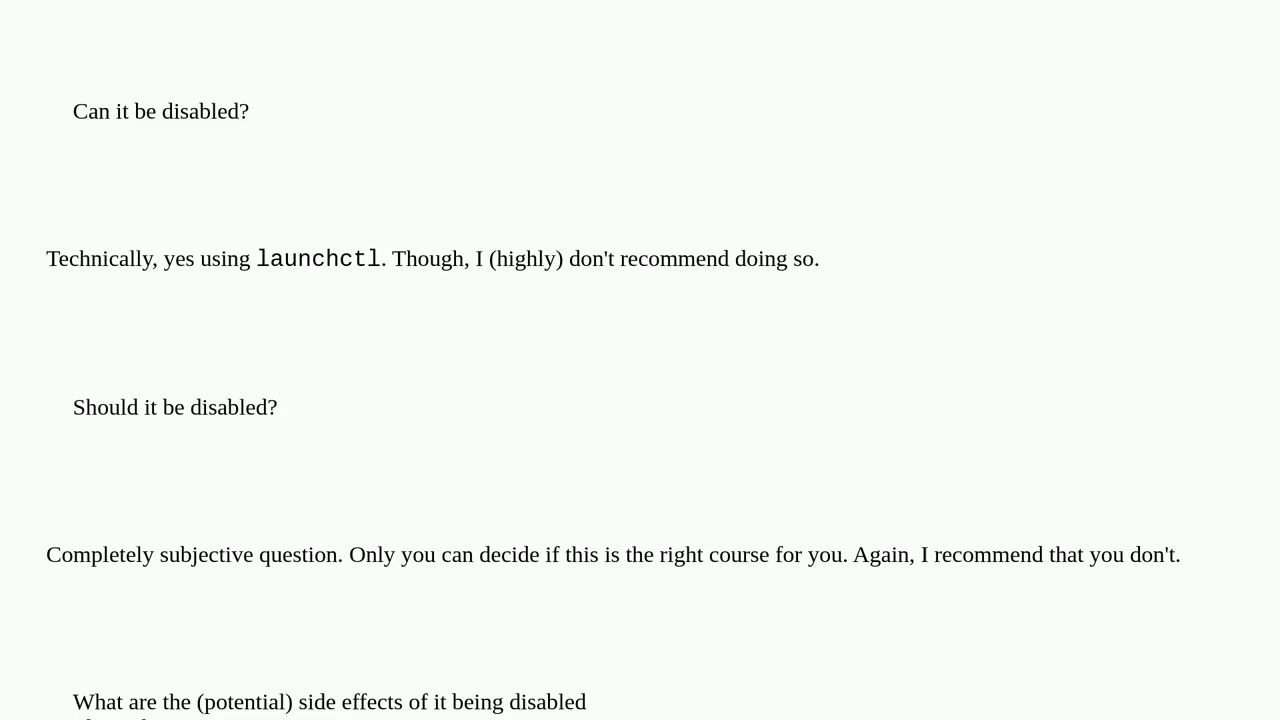 Can it be disabled?
Technically, yes using launchctl. Though, I (highly) don't recommend doing so.
Should it be disabled?
Completely subjective question. Only you can decide if this is the right course for you. Again, I recommend that you don't.
What are the (potential) side effects of it being disabled